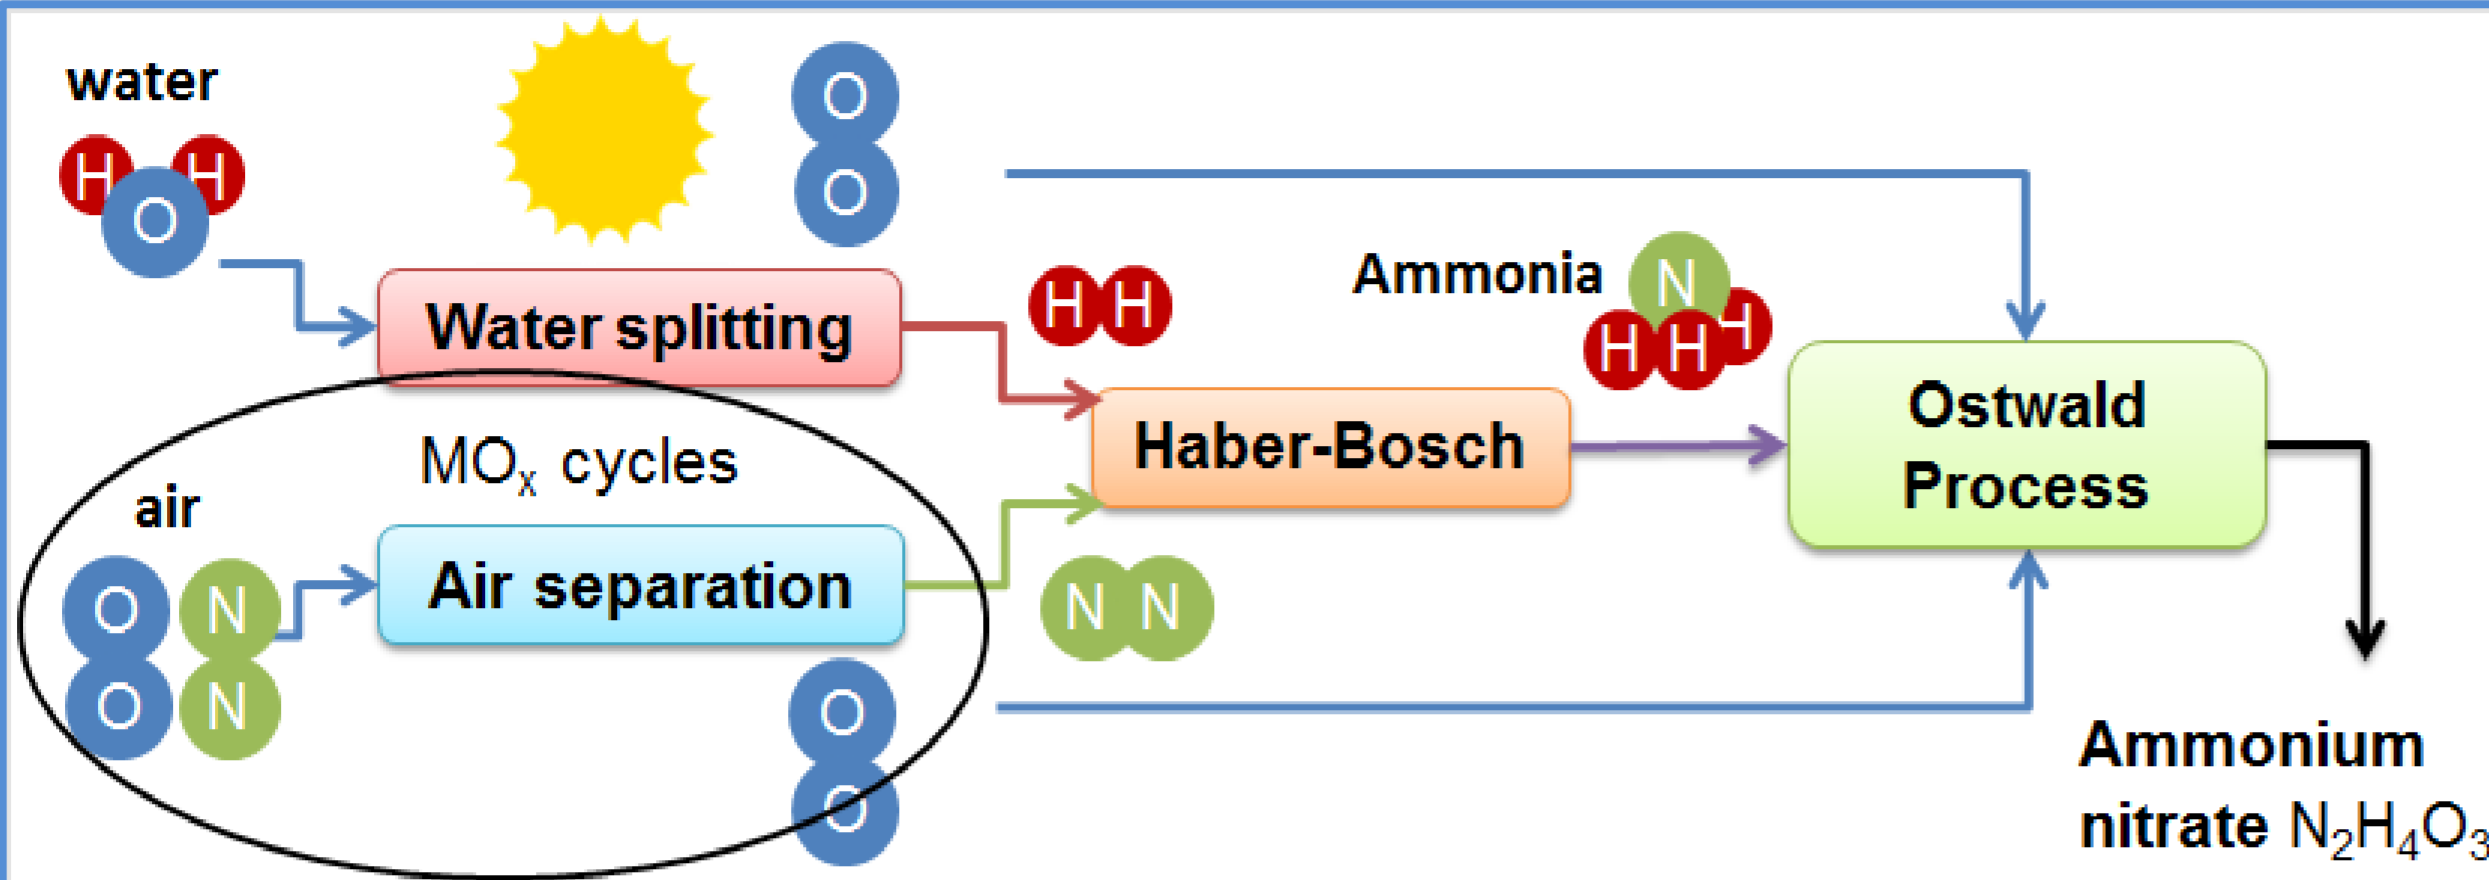 water
H H
O
O
O
Water splitting
H H
Ammonia
N
H H H
Ostwald
Process
Haber-Bosch
MOₓ cycles
air
O N
O N
Air separation
N N
O
O
Ammonium
nitrate N₂H₄O₃